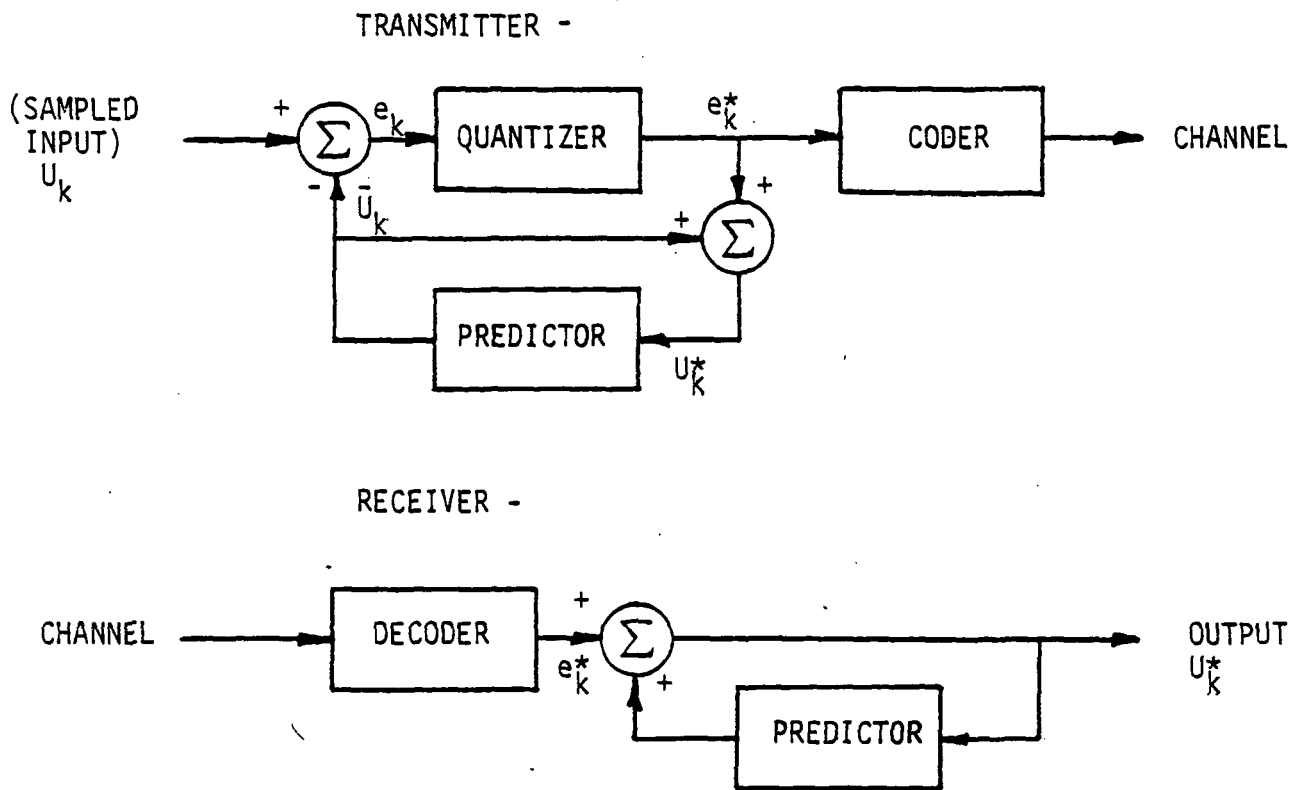 TRANSMITTER -
(SAMPLED
INPUT)
U_k
+
Σ
-
e_k
QUANTIZER
e*_k
CODER
CHANNEL
Ū_k
+
+
Σ
PREDICTOR
U*_k
RECEIVER -
CHANNEL
DECODER
e*_k
+
Σ
+
OUTPUT
U*_k
PREDICTOR